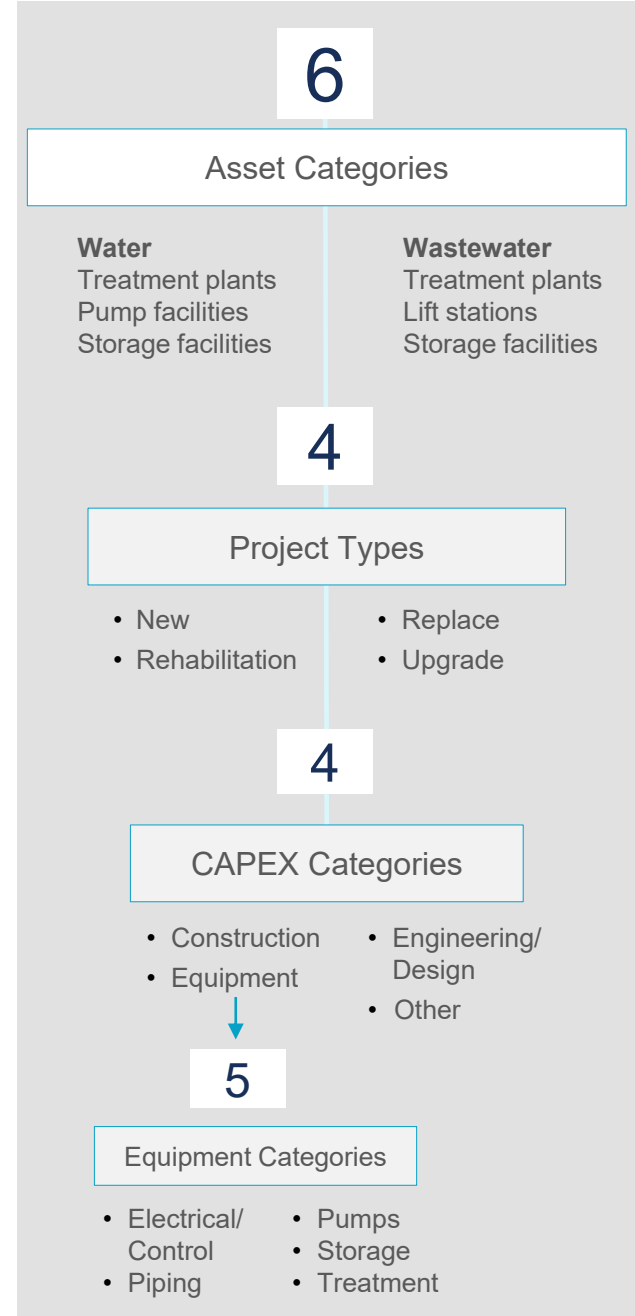 6
Asset Categories
Water
Treatment plants
Pump facilities
Storage facilities
Wastewater
Treatment plants
Lift stations
Storage facilities
4
Project Types
• New
• Rehabilitation
• Replace
• Upgrade
4
CAPEX Categories
• Construction
• Equipment
• Engineering/
Design
• Other
5
Equipment Categories
• Electrical/
Control
• Piping
• Pumps
• Storage
• Treatment